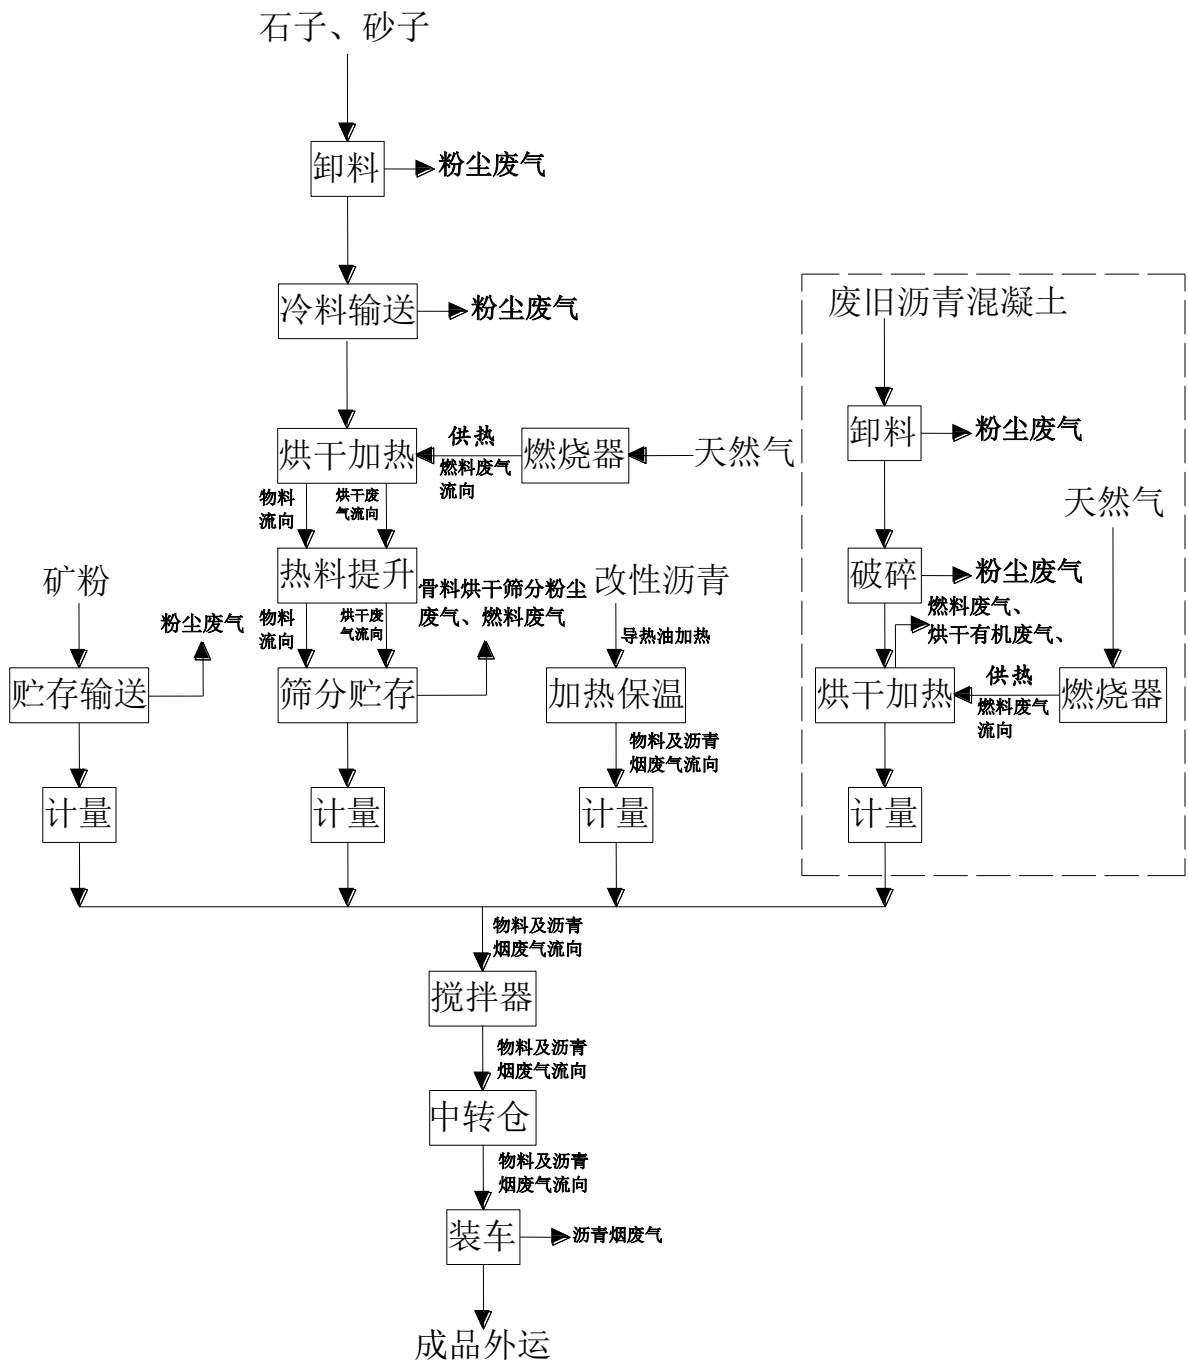 石子、砂子
卸料
粉尘废气
冷料输送
粉尘废气
废旧沥青混凝土
卸料
粉尘废气
烘干加热
供热
燃料废气
流向
燃烧器
天然气
天然气
物料
流向
烘干废
气流向
热料提升
破碎
粉尘废气
矿粉
改性沥青
骨料烘干筛分粉尘
废气、燃料废气
燃料废气、
烘干有机废气、
粉尘废气
物料
流向
烘干废
气流向
导热油加热
贮存输送
筛分贮存
加热保温
烘干加热
供热
燃料废气
流向
燃烧器
物料及沥青
烟废气流向
计量
计量
计量
计量
物料及沥青
烟废气流向
搅拌器
物料及沥青
烟废气流向
中转仓
物料及沥青
烟废气流向
装车
沥青烟废气
成品外运